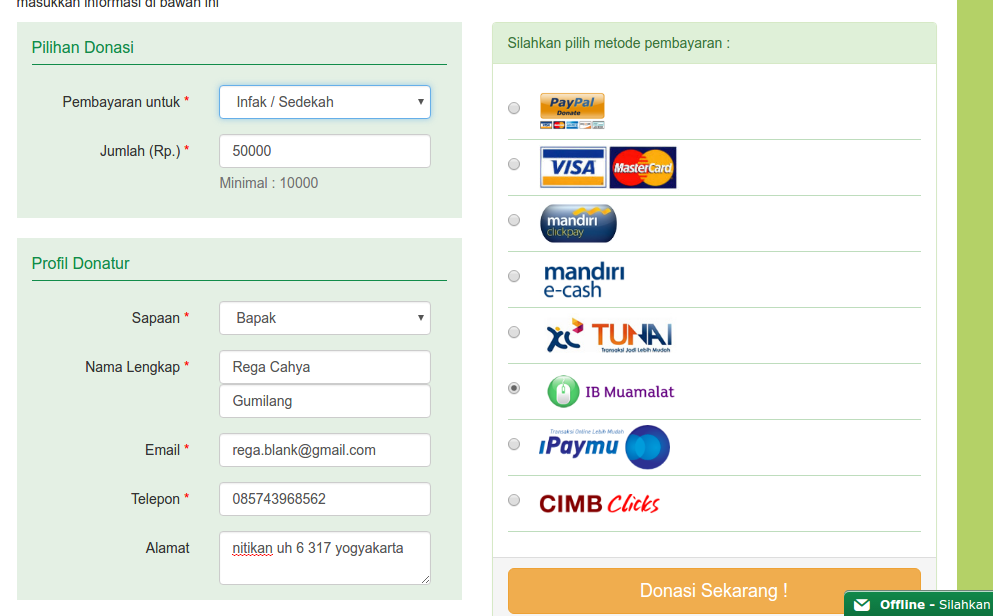 masukkan informasi di bawah ini
Pilihan Donasi
Pembayaran untuk *
Infak / Sedekah
Jumlah (Rp.) *
50000
Minimal : 10000
Profil Donatur
Sapaan *
Bapak
Nama Lengkap *
Rega Cahya
Gumilang
Email *
rega.blank@gmail.com
Telepon *
085743968562
Alamat
nitikan uh 6 317 yogyakarta
Silahkan pilih metode pembayaran :
PayPal
Donate
VISA MasterCard
mandiri
clickpay
mandiri
e-cash
XL TUNAI
Transaksi Jadi Lebih Mudah
IB Muamalat
Transaksi Online Lebih Mudah
iPaymu
CIMB Clicks
Donasi Sekarang !
Offline - Silahkan